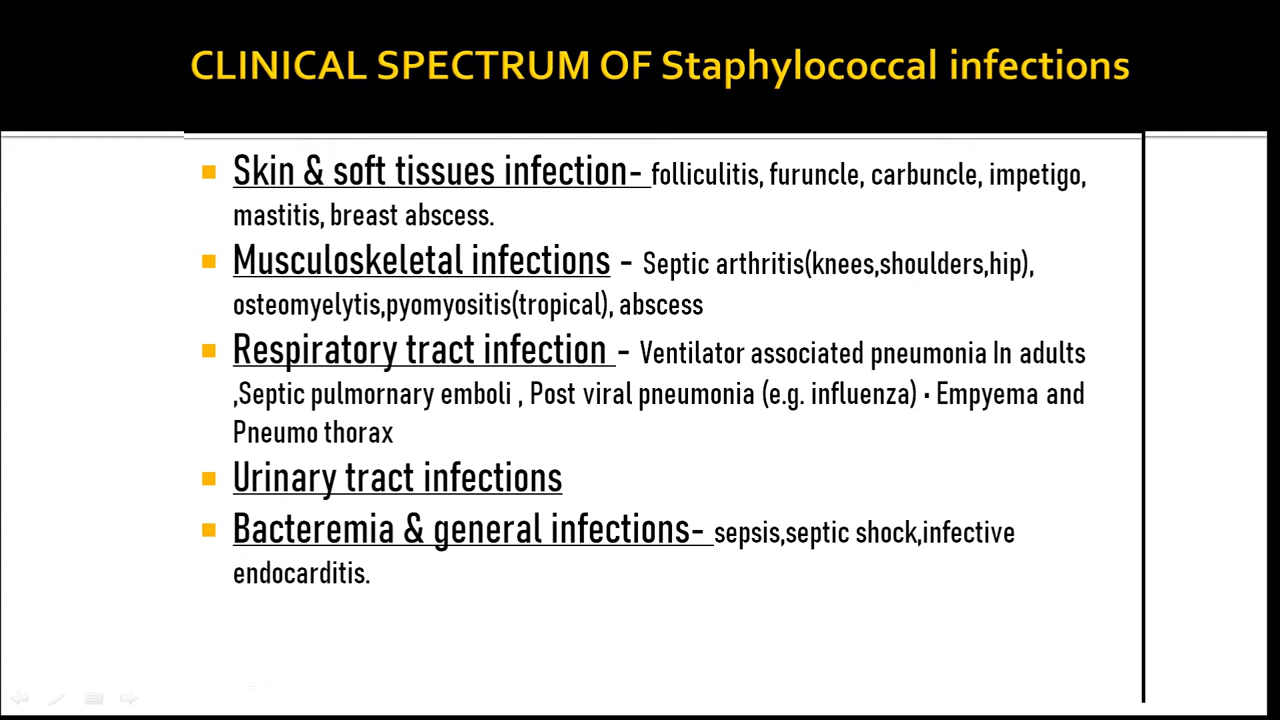 CLINICAL SPECTRUM OF Staphylococcal infections
Skin & soft tissues infection- folliculitis, furuncle, carbuncle, impetigo,
mastitis, breast abscess.
Musculoskeletal infections - Septic arthritis(knees,shoulders,hip),
osteomyelytis,pyomyositis(tropical), abscess
Respiratory tract infection - Ventilator associated pneumonia In adults
,Septic pulmornary emboli , Post viral pneumonia (e.g. influenza) • Empyema and
Pneumo thorax
Urinary tract infections
Bacteremia & general infections- sepsis,septic shock,infective
endocarditis.